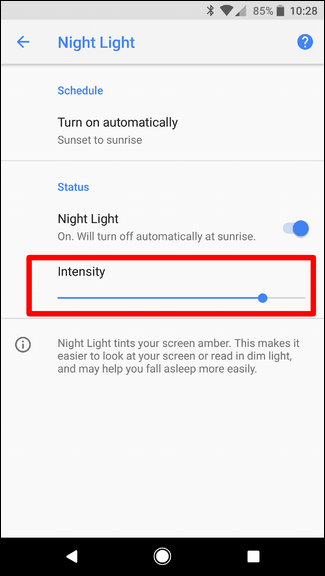 85% 10:28
Night Light
Schedule
Turn on automatically
Sunset to sunrise
Status
Night Light
On. Will turn off automatically at sunrise.
Intensity
Night Light tints your screen amber. This makes it
easier to look at your screen or read in dim light,
and may help you fall asleep more easily.